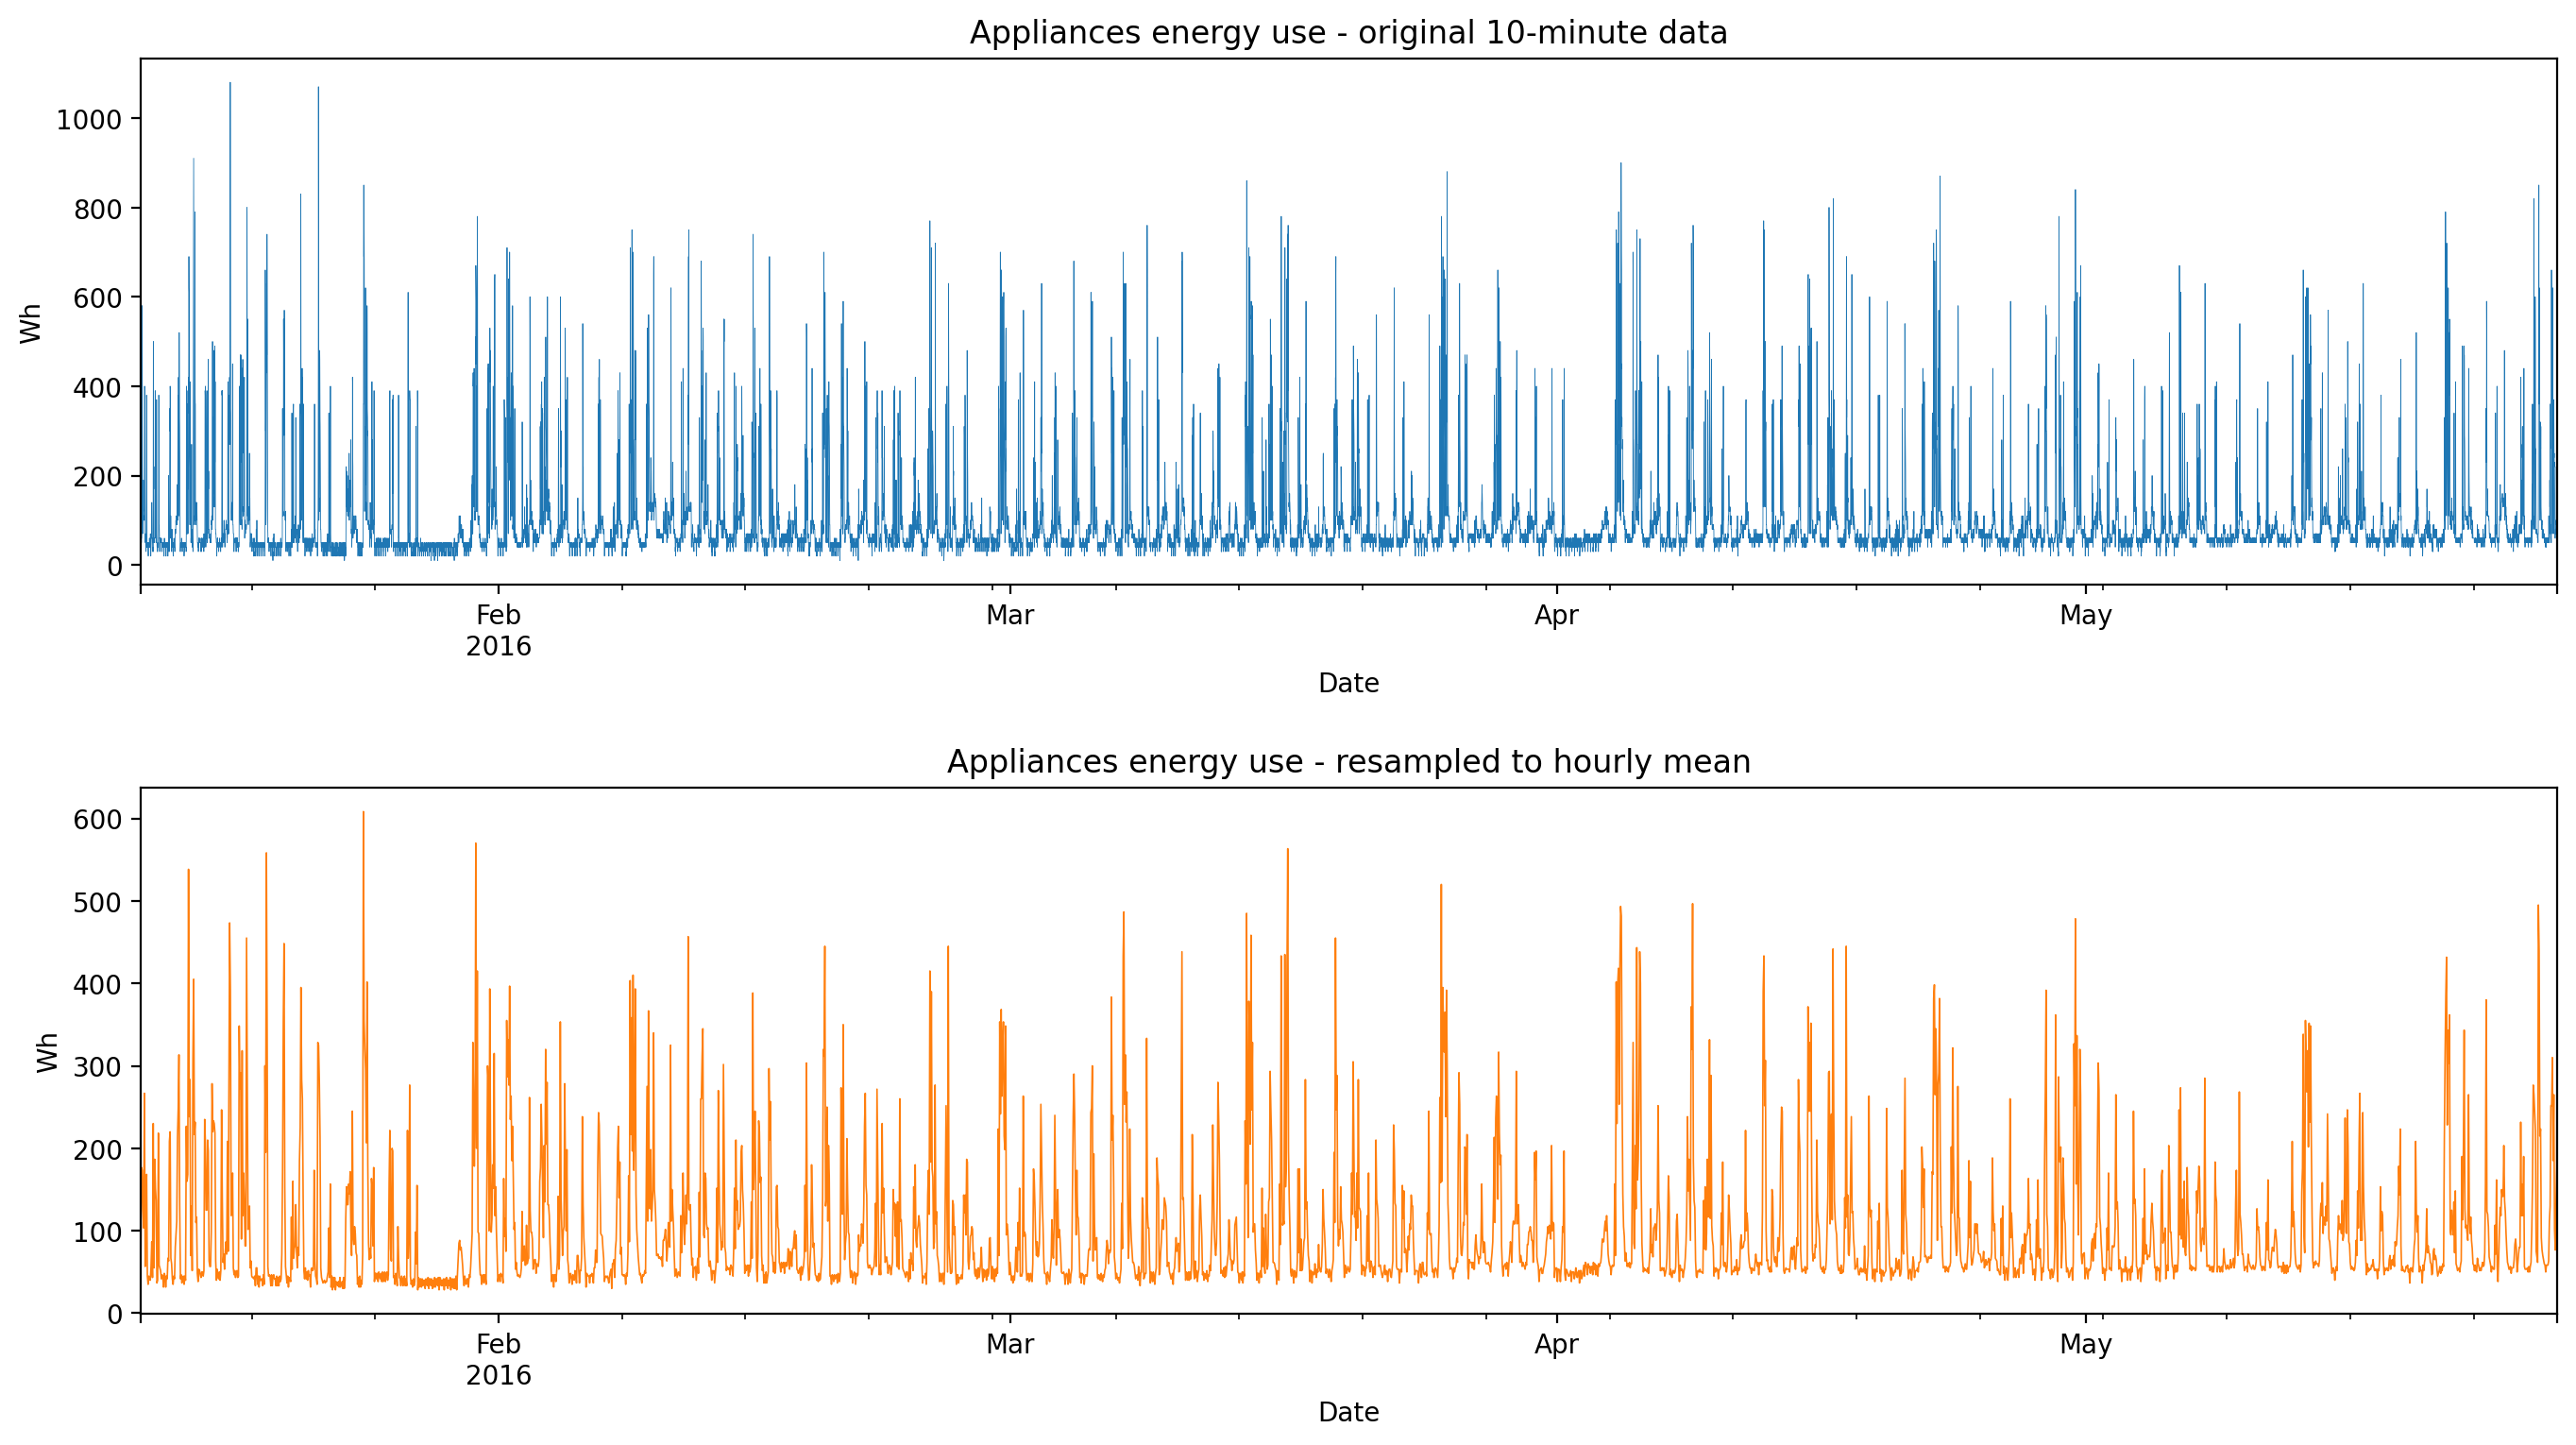 Appliances energy use - original 10-minute data
1000
800
600
400
200
0
Wh
Feb
2016
Mar
Apr
May
Date
Appliances energy use - resampled to hourly mean
600
500
400
300
200
100
0
Wh
Feb
2016
Mar
Apr
May
Date